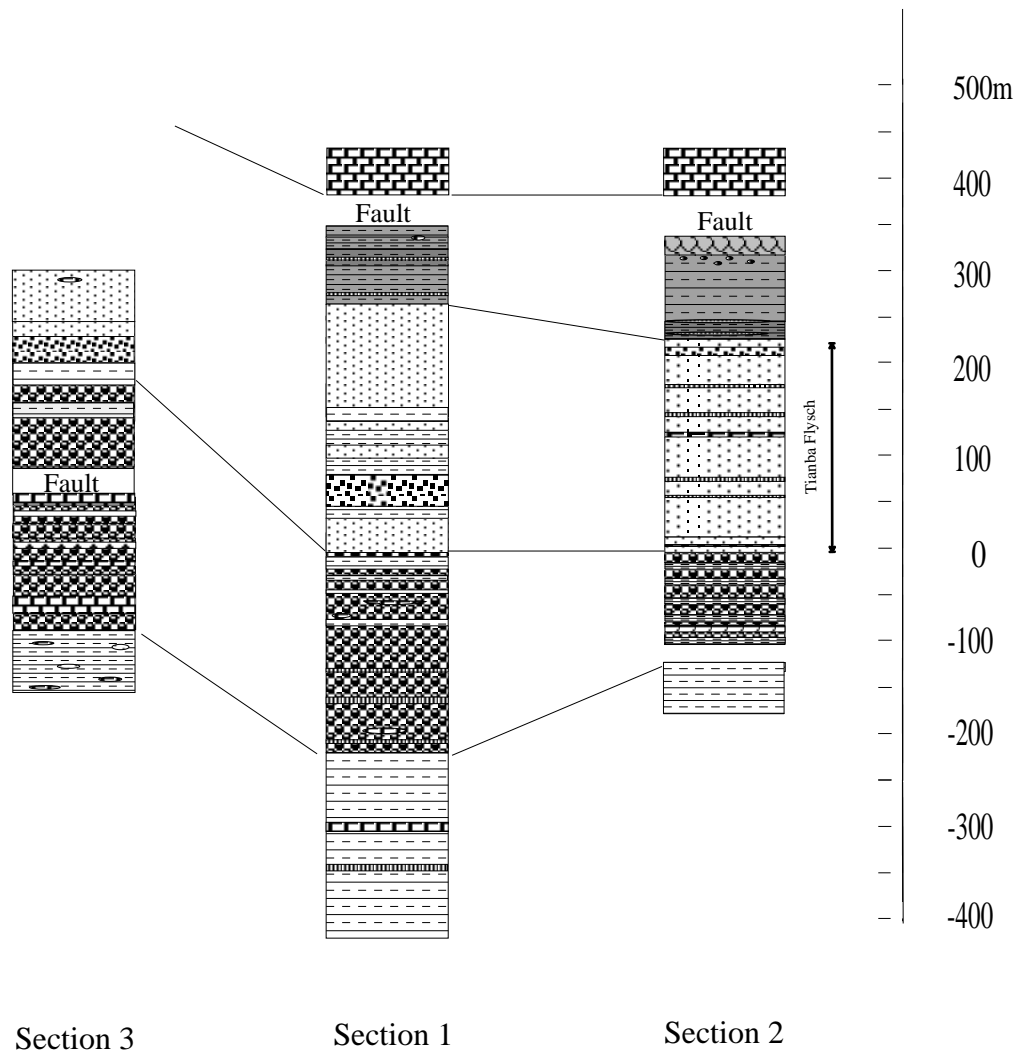 500m
400
Fault
Fault
300
200
Tianba Flysch
100
Fault
0
-100
-200
-300
-400
Section 3
Section 1
Section 2